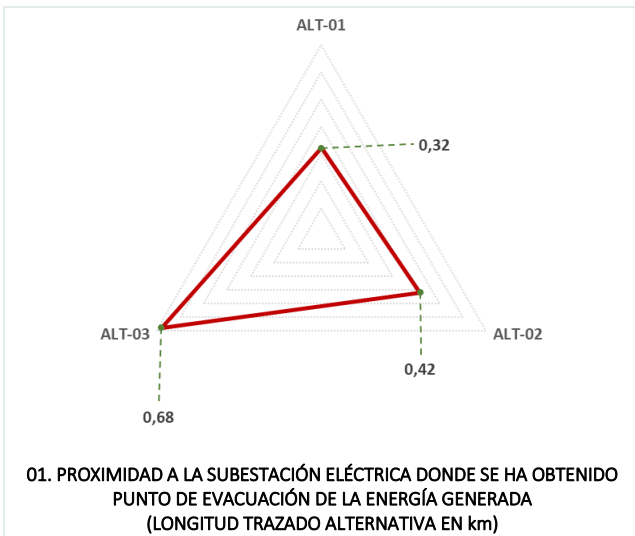 ALT-01
0,32
ALT-03
ALT-02
0,42
0,68
01. PROXIMIDAD A LA SUBESTACIÓN ELÉCTRICA DONDE SE HA OBTENIDO
PUNTO DE EVACUACIÓN DE LA ENERGÍA GENERADA
(LONGITUD TRAZADO ALTERNATIVA EN km)